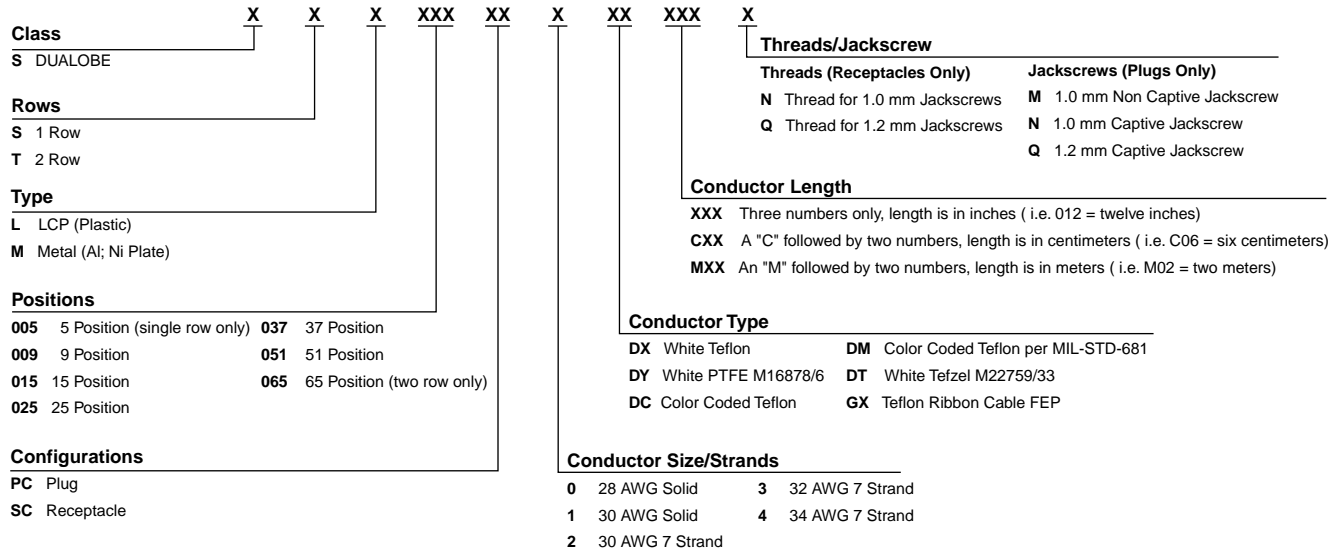 X X X XXX XX X XX XXX X
Class
S DUALOBE
Rows
S 1 Row
T 2 Row
Type
L LCP (Plastic)
M Metal (Al; Ni Plate)
Positions
005 5 Position (single row only) 037 37 Position
009 9 Position 051 51 Position
015 15 Position 065 65 Position (two row only)
025 25 Position
Configurations
PC Plug
SC Receptacle
Threads/Jackscrew
Threads (Receptacles Only) Jackscrews (Plugs Only)
N Thread for 1.0 mm Jackscrews M 1.0 mm Non Captive Jackscrew
Q Thread for 1.2 mm Jackscrews N 1.0 mm Captive Jackscrew
Q 1.2 mm Captive Jackscrew
Conductor Length
XXX Three numbers only, length is in inches ( i.e. 012 = twelve inches)
CXX A "C" followed by two numbers, length is in centimeters ( i.e. C06 = six centimeters)
MXX An "M" followed by two numbers, length is in meters ( i.e. M02 = two meters)
Conductor Type
DX White Teflon DM Color Coded Teflon per MIL-STD-681
DY White PTFE M16878/6 DT White Tefzel M22759/33
DC Color Coded Teflon GX Teflon Ribbon Cable FEP
Conductor Size/Strands
0 28 AWG Solid 3 32 AWG 7 Strand
1 30 AWG Solid 4 34 AWG 7 Strand
2 30 AWG 7 Strand